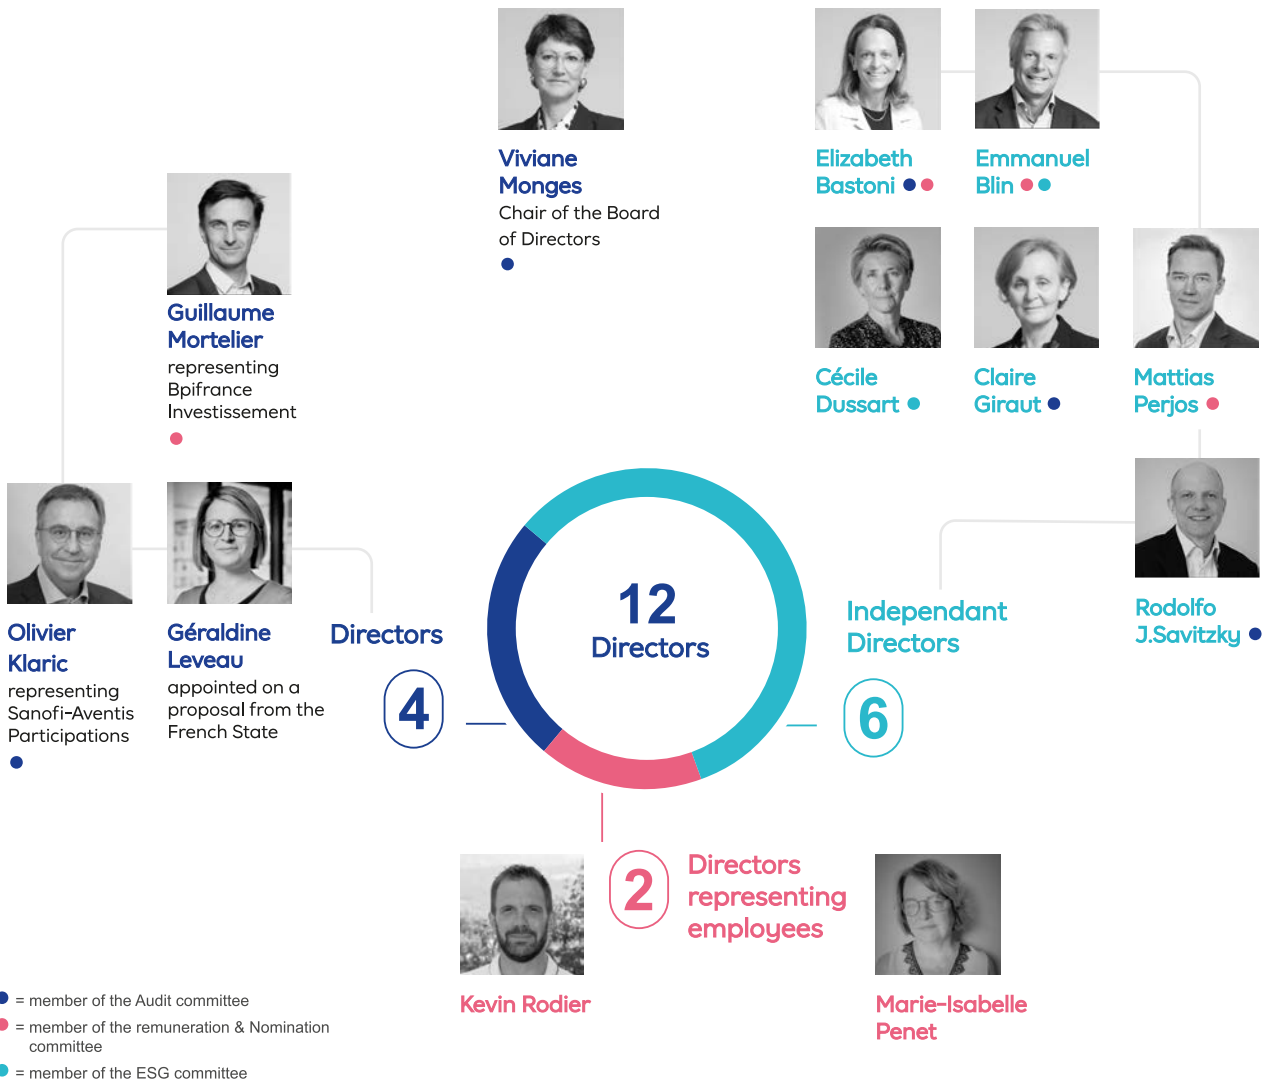 Viviane
Monges
Chair of the Board
of Directors
Elizabeth
Bastoni
Emmanuel
Blin
Guillaume
Mortelier
representing
Bpifrance
Investissement
Cécile
Dussart
Claire
Giraut
Mattias
Perjos
Olivier
Klaric
representing
Sanofi-Aventis
Participations
Géraldine
Leveau
appointed on a
proposal from the
French State
Directors
4
12
Directors
Independant
Directors
6
Rodolfo
J.Savitzky
2
Directors
representing
employees
Kevin Rodier
Marie-Isabelle
Penet
= member of the Audit committee
= member of the remuneration & Nomination
committee
= member of the ESG committee